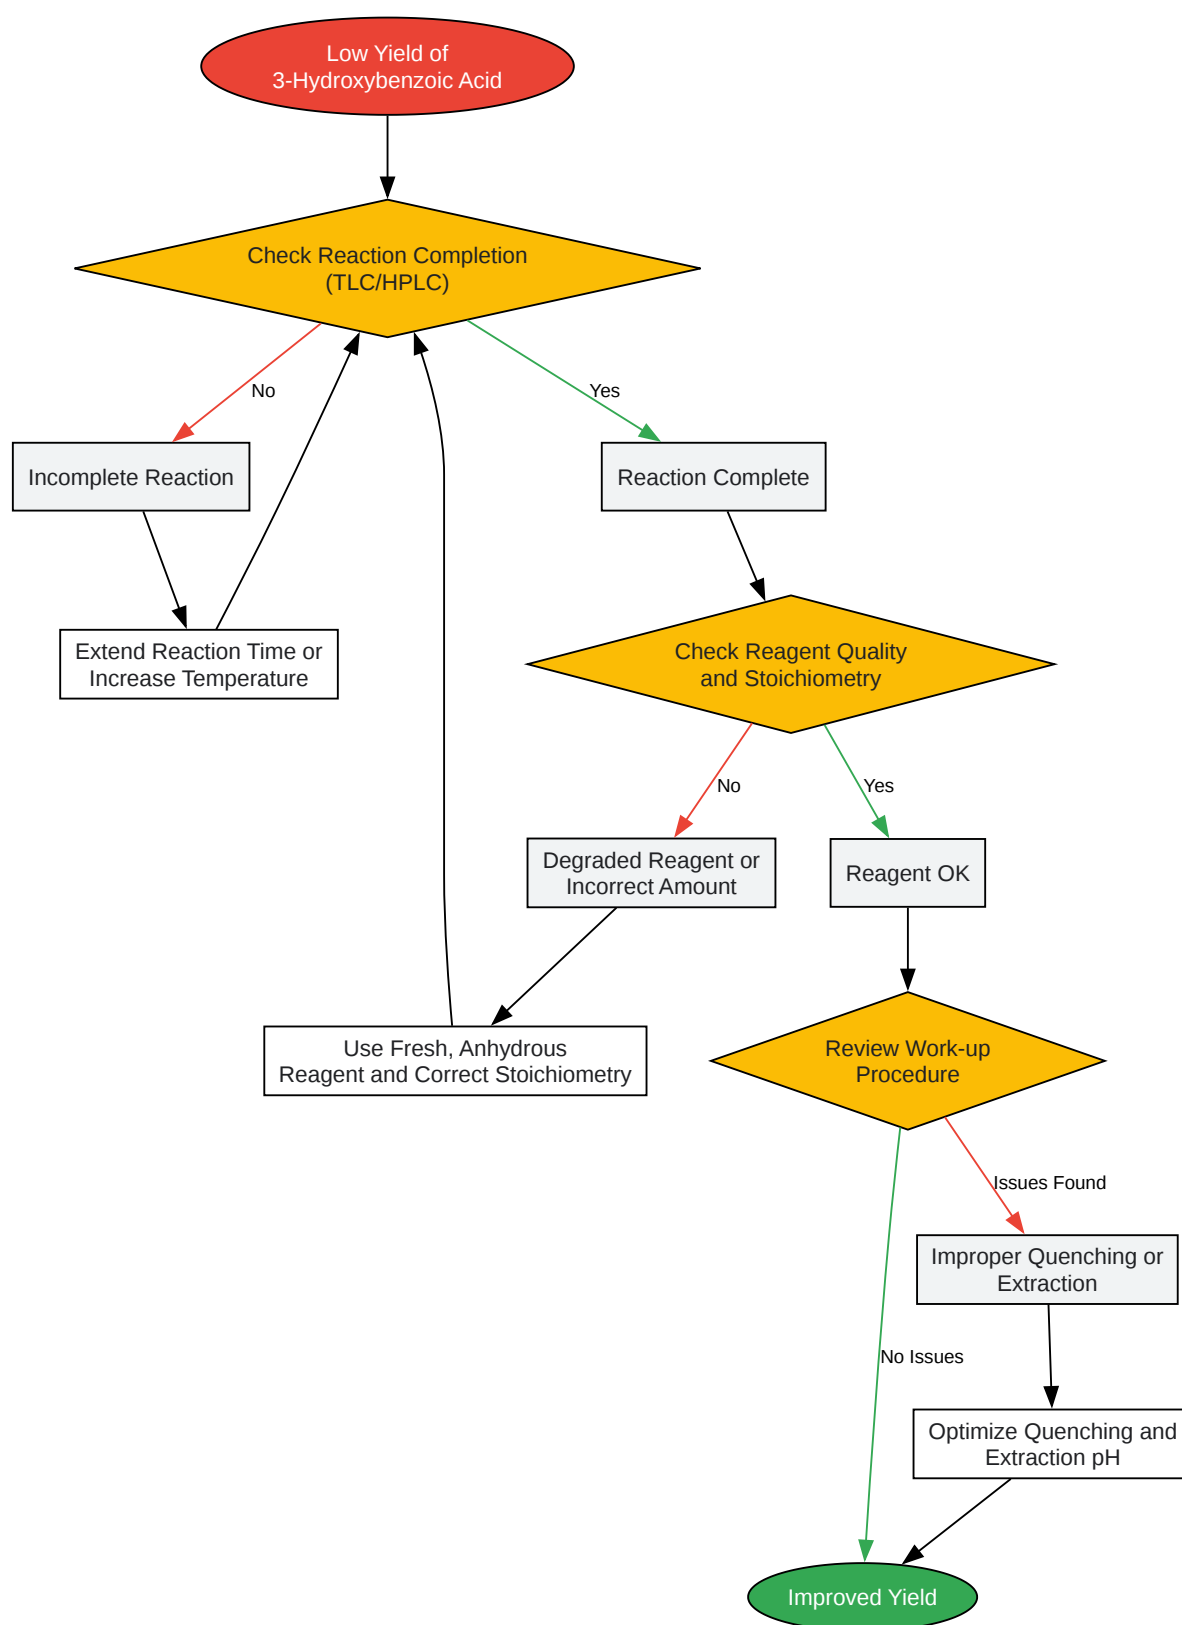 Low Yield of
3-Hydroxybenzoic Acid
Check Reaction Completion
(TLC/HPLC)
No
Yes
Incomplete Reaction
Reaction Complete
Extend Reaction Time or
Increase Temperature
Check Reagent Quality
and Stoichiometry
No
Yes
Degraded Reagent or
Incorrect Amount
Reagent OK
Use Fresh, Anhydrous
Reagent and Correct Stoichiometry
Review Work-up
Procedure
Issues Found
Improper Quenching or
Extraction
No Issues
Optimize Quenching and
Extraction pH
Improved Yield